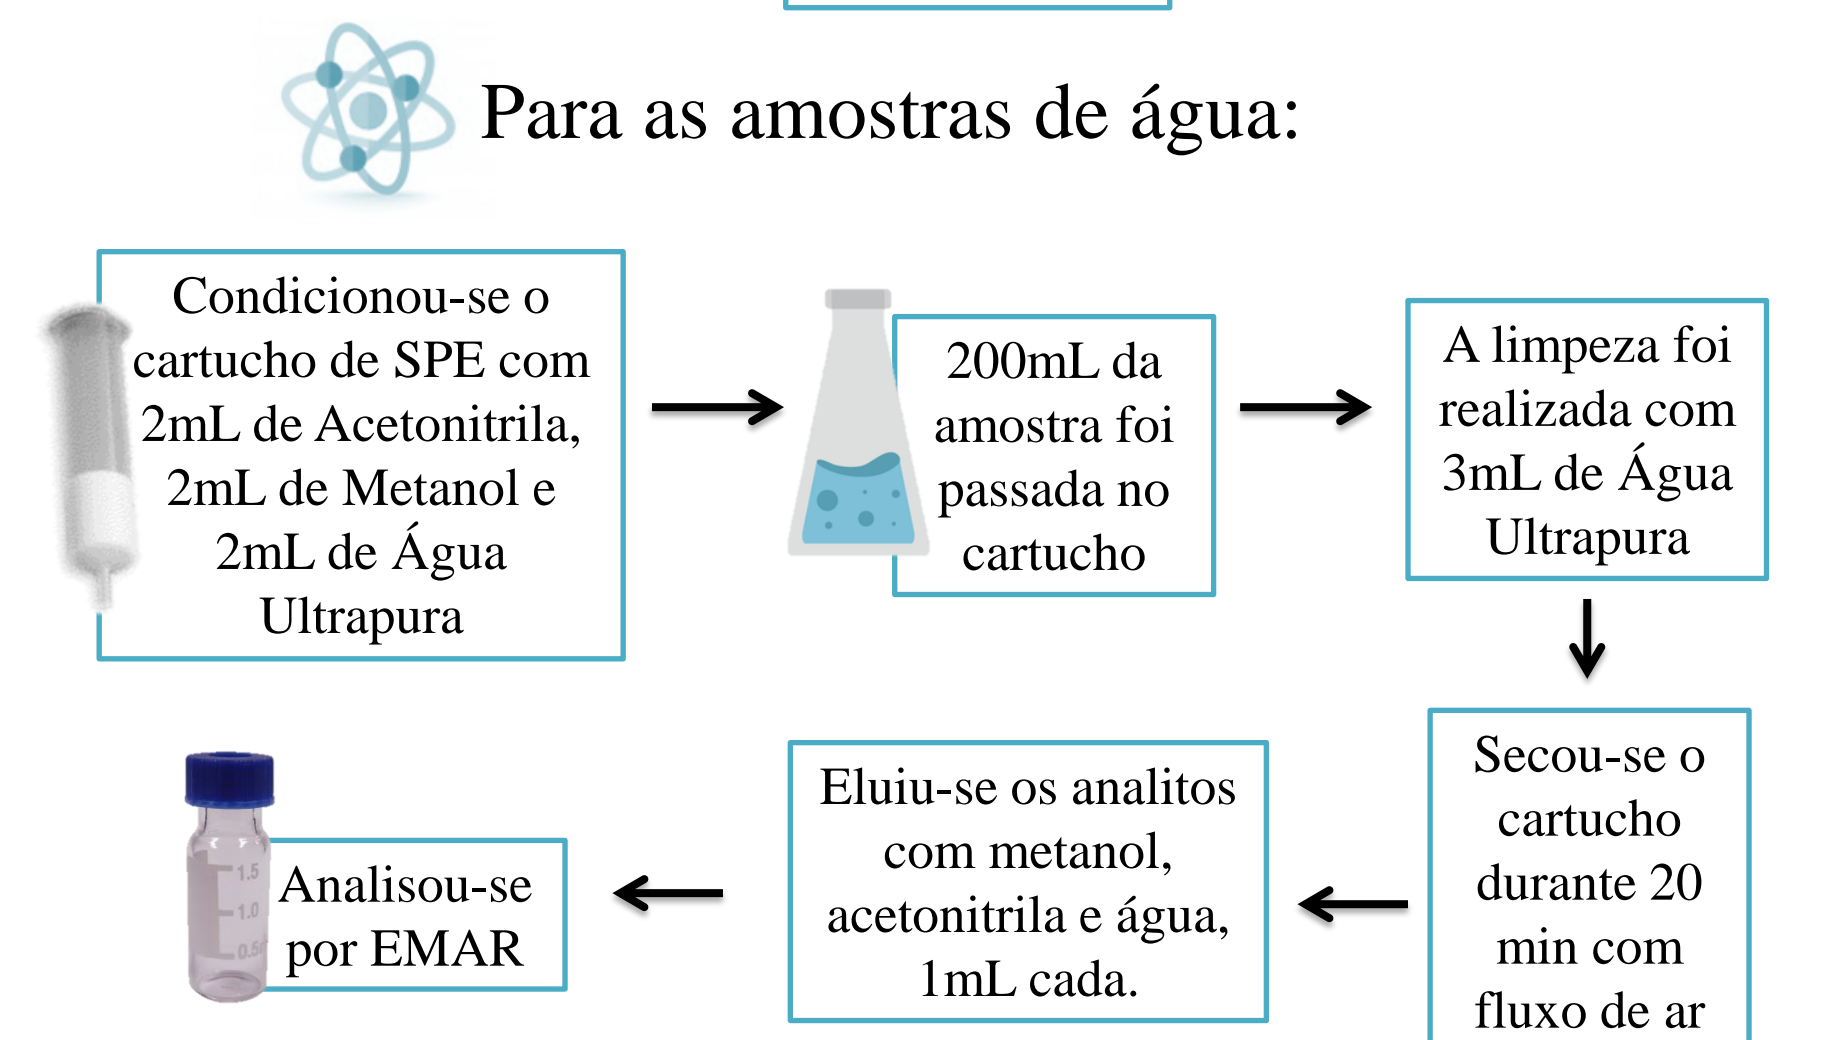 Para as amostras de água:
Condicionou-se o
cartucho de SPE com
2mL de Acetonitrila,
2mL de Metanol e
2mL de Água
Ultrapura
200mL da
amostra foi
passada no
cartucho
A limpeza foi
realizada com
3mL de Água
Ultrapura
Secou-se o
cartucho
durante 20
min com
fluxo de ar
Eluiu-se os analitos
com metanol,
acetonitrila e água,
1mL cada.
Analisou-se
por EMAR
1.5
1.0
0.5